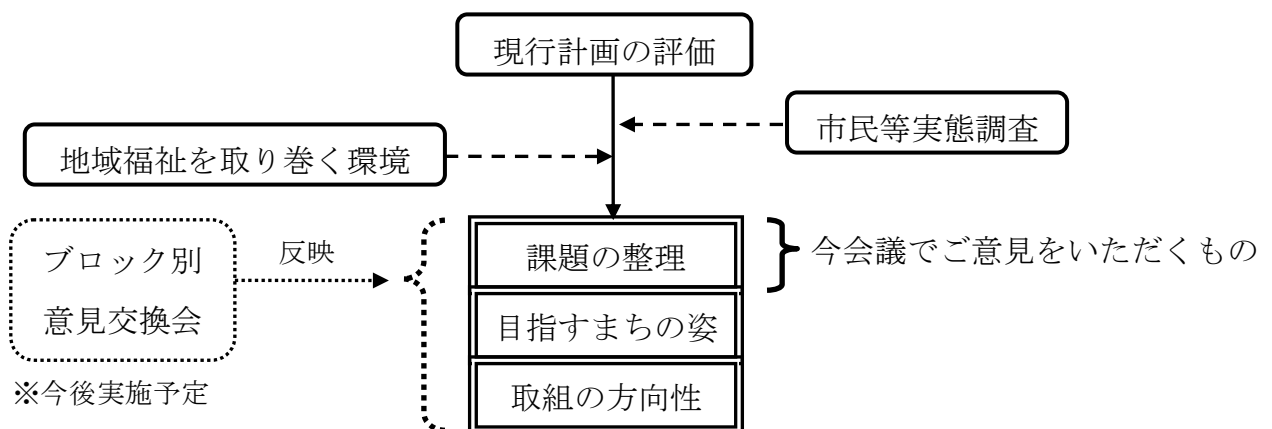 現行計画の評価
市民等実態調査
地域福祉を取り巻く環境
ブロック別
意見交換会
※今後実施予定
反映
課題の整理
目指すまちの姿
取組の方向性
今会議でご意見をいただくもの